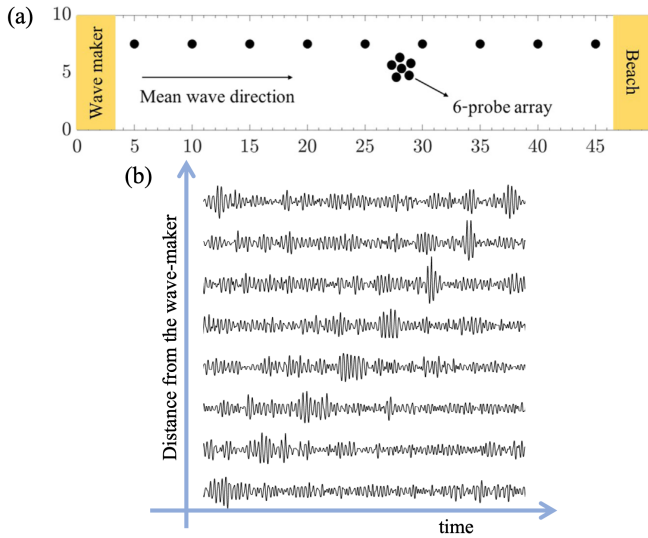 (a)
10
5
0
Wave maker
Mean wave direction
6-probe array
Beach
0 5 10 15 20 25 30 35 40 45
(b)
Distance from the wave-maker
time